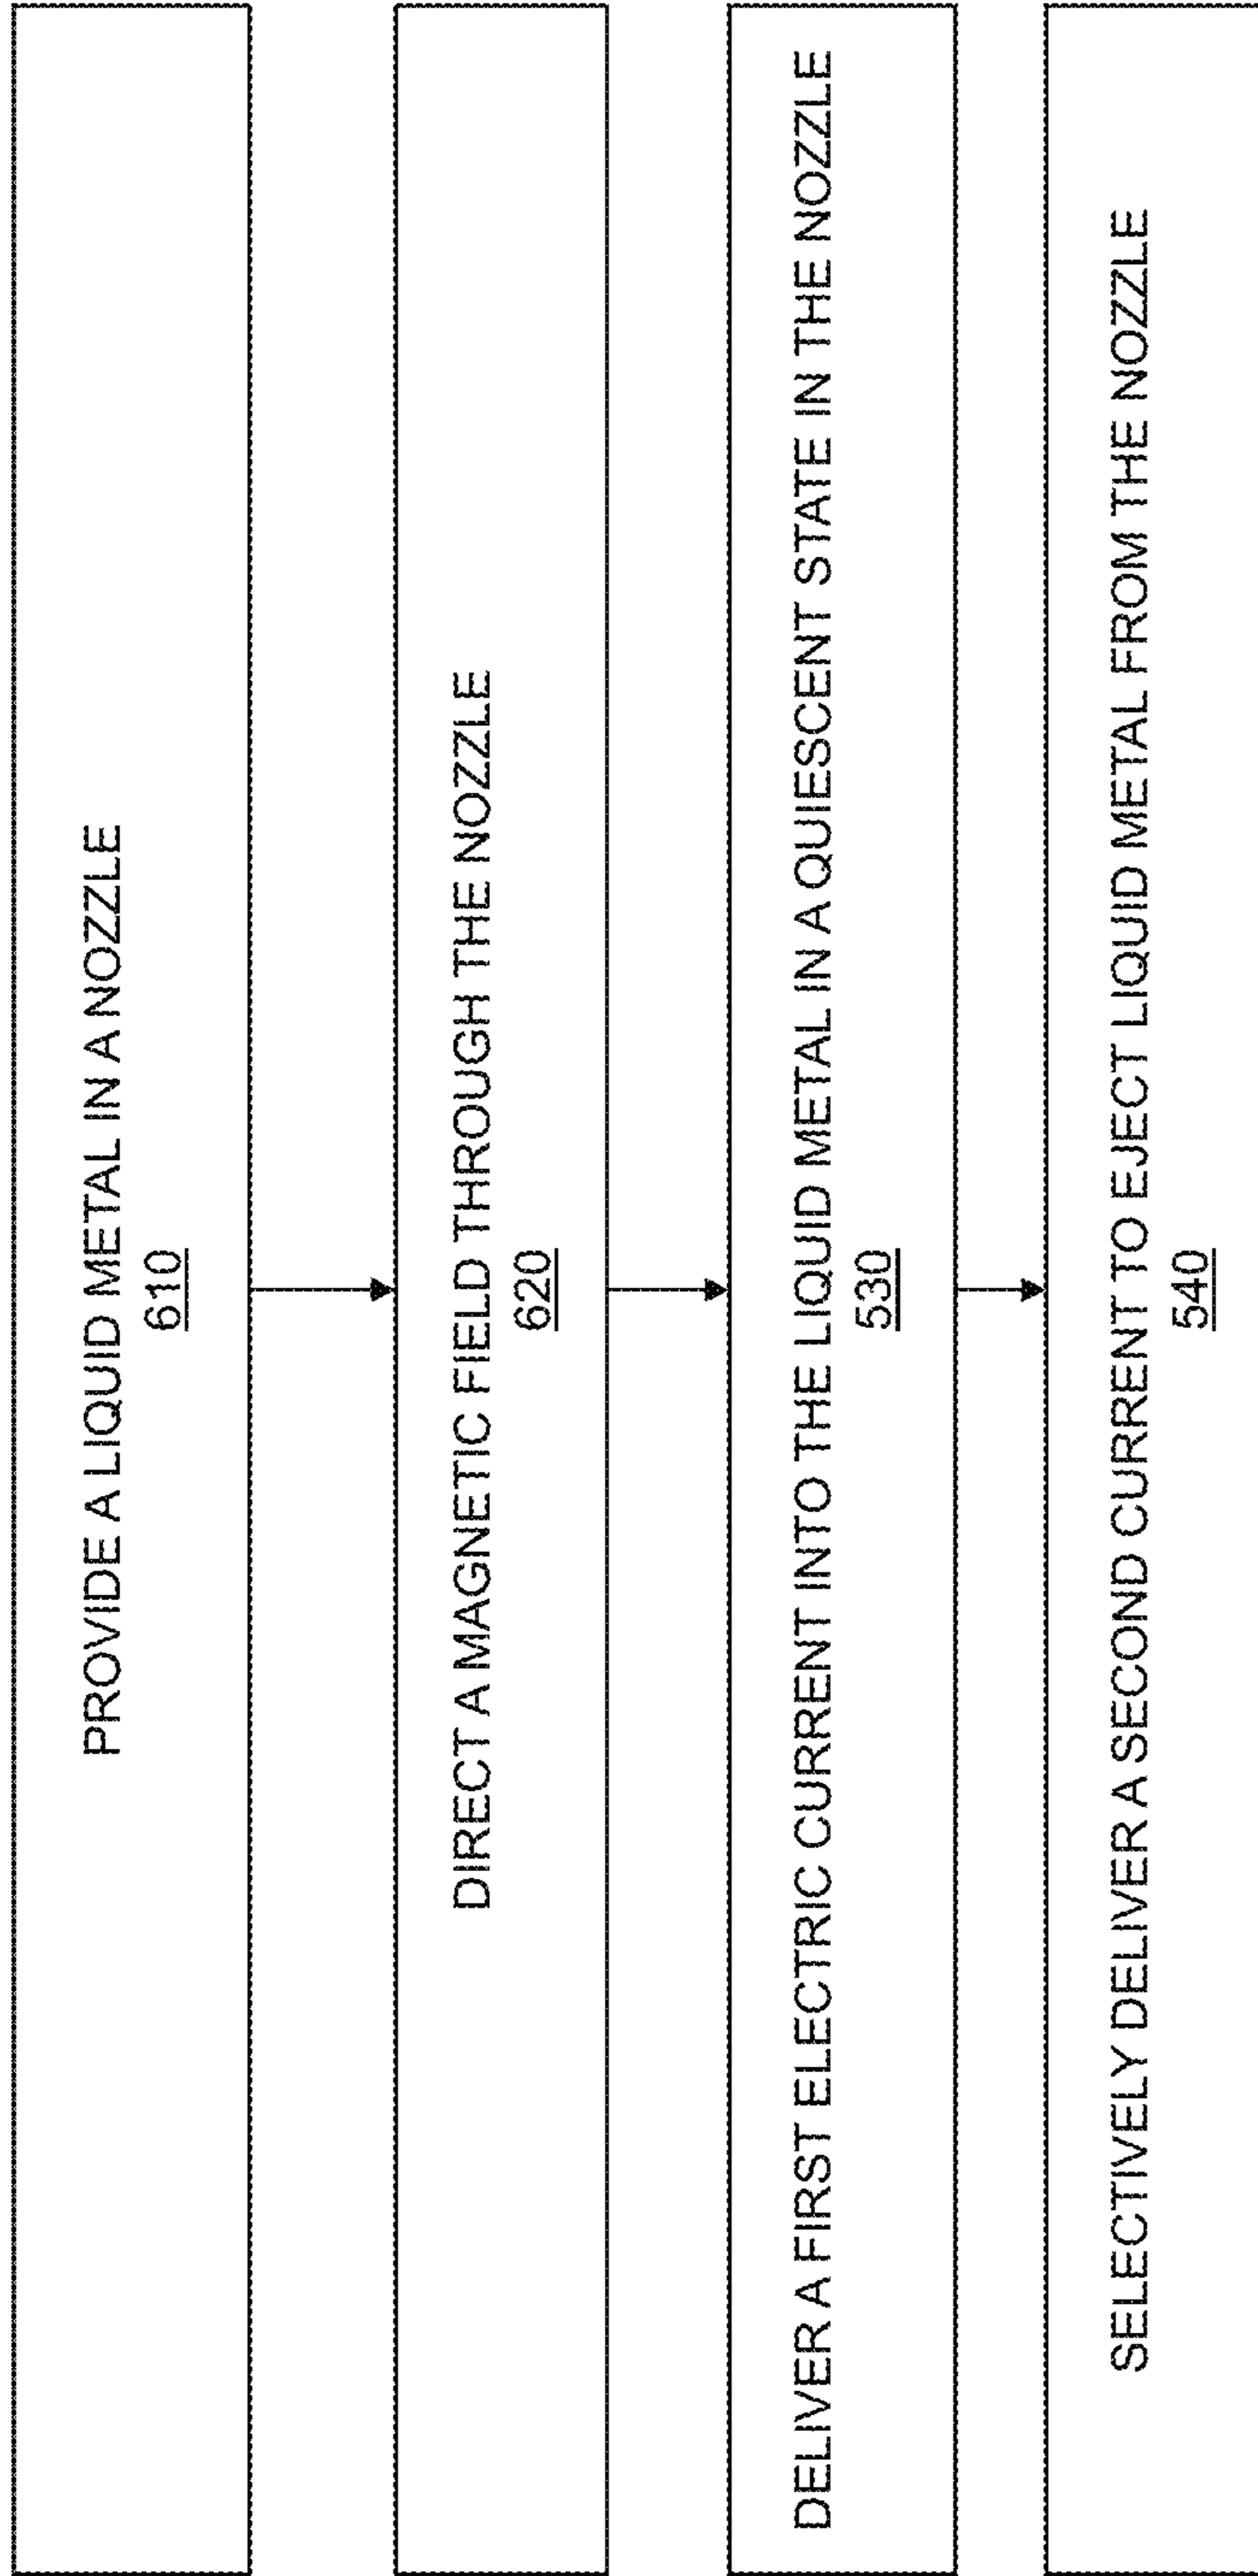 PROVIDE A LIQUID METAL IN A NOZZLE
610
DIRECT A MAGNETIC FIELD THROUGH THE NOZZLE
620
DELIVER A FIRST ELECTRIC CURRENT INTO THE LIQUID METAL IN A QUIESCENT STATE IN THE NOZZLE
530
SELECTIVELY DELIVER A SECOND CURRENT TO EJECT LIQUID METAL FROM THE NOZZLE
540